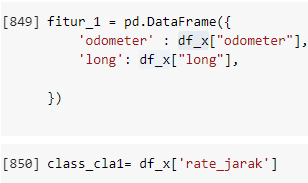 [849] fitur_1 = pd.DataFrame({
'odometer' : df_x["odometer"],
'long': df_x["long"],
})
[850] class_cla1= df_x['rate_jarak']